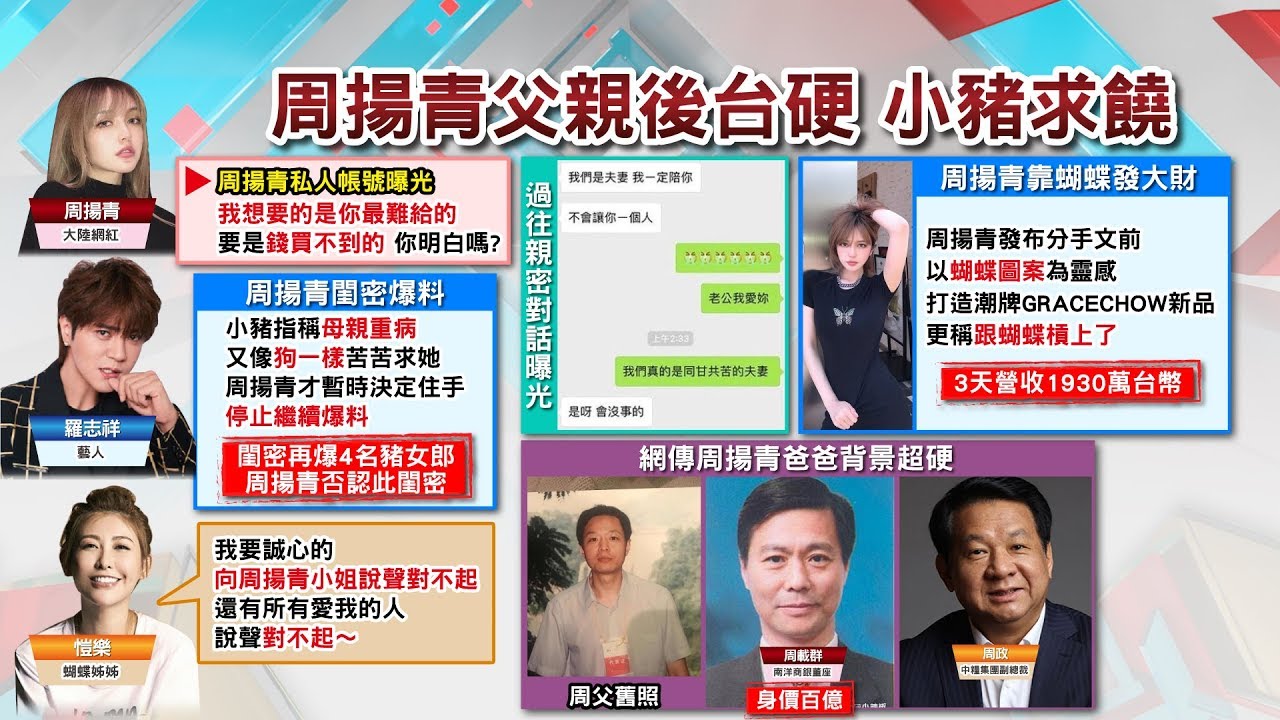 周揚青父親後台硬 小豬求饒
周揚青
大陸網紅
周揚青私人帳號曝光
我想要的是你最難給的
要是錢買不到的 你明白嗎?
羅志祥
藝人
周揚青閨密爆料
小豬指稱母親重病
又像狗一樣苦苦求她
周揚青才暫時決定住手
停止繼續爆料
閨密再爆4名豬女郎
周揚青否認此閨密
愷樂
蝴蝶姊姊
我要誠心的
向周揚青小姐說聲對不起
還有所有愛我的人
說聲對不起～
過往親密對話曝光
我們是夫妻 我一定陪你
不會讓你一個人
老公我愛妳
上午2:33
我們真的是同甘共苦的夫妻
是呀 會沒事的
周揚青靠蝴蝶發大財
周揚青發布分手文前
以蝴蝶圖案為靈感
打造潮牌GRACECHOW新品
更稱跟蝴蝶槓上了
3天營收1930萬台幣
網傳周揚青爸爸背景超硬
周父舊照
周載群
南洋商銀董座
身價百億
周政
中糧集團副總裁